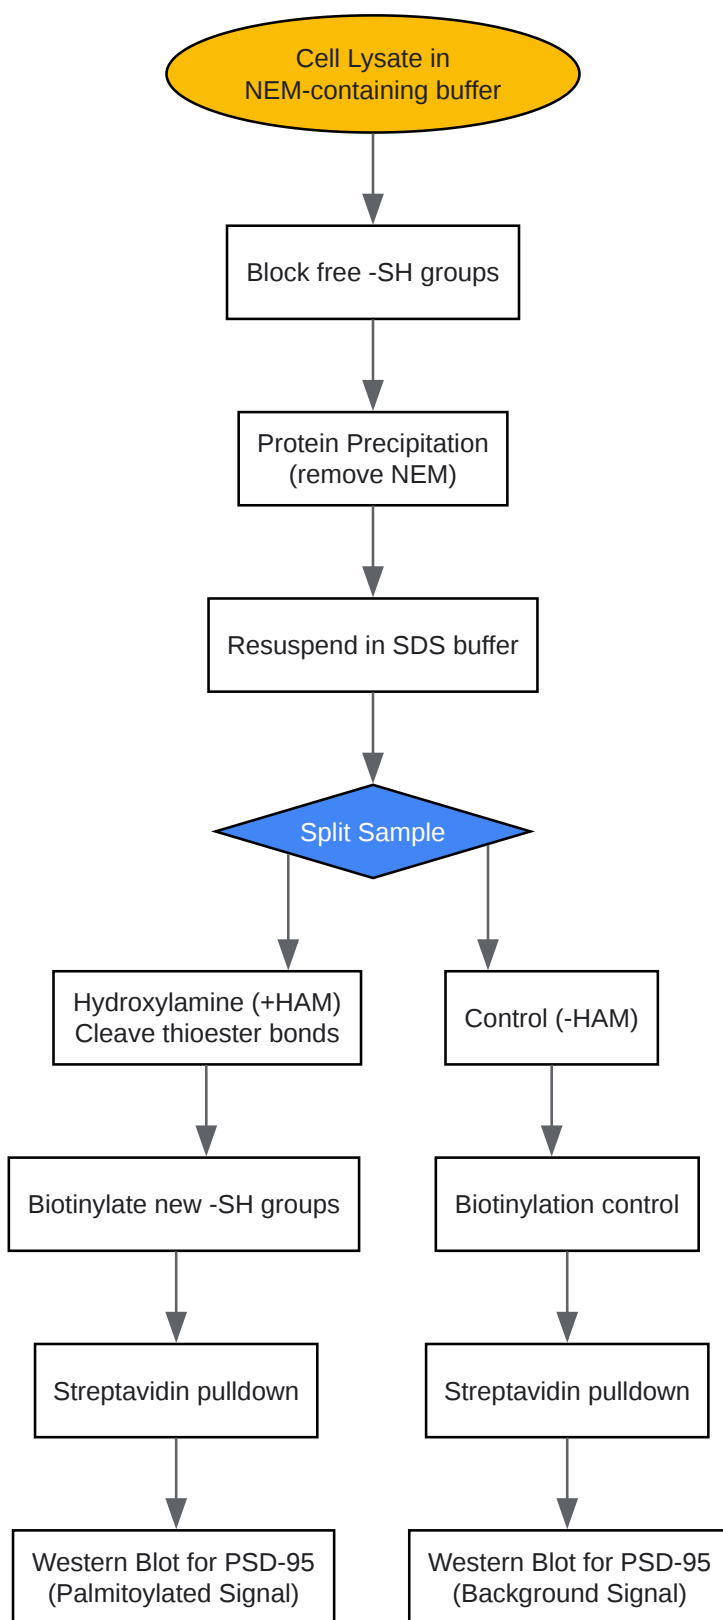 Cell Lysate in
NEM-containing buffer
Block free -SH groups
Protein Precipitation
(remove NEM)
Resuspend in SDS buffer
Split Sample
Hydroxylamine (+HAM)
Cleave thioester bonds
Control (-HAM)
Biotinylate new -SH groups
Biotinylation control
Streptavidin pulldown
Streptavidin pulldown
Western Blot for PSD-95
(Palmitoylated Signal)
Western Blot for PSD-95
(Background Signal)